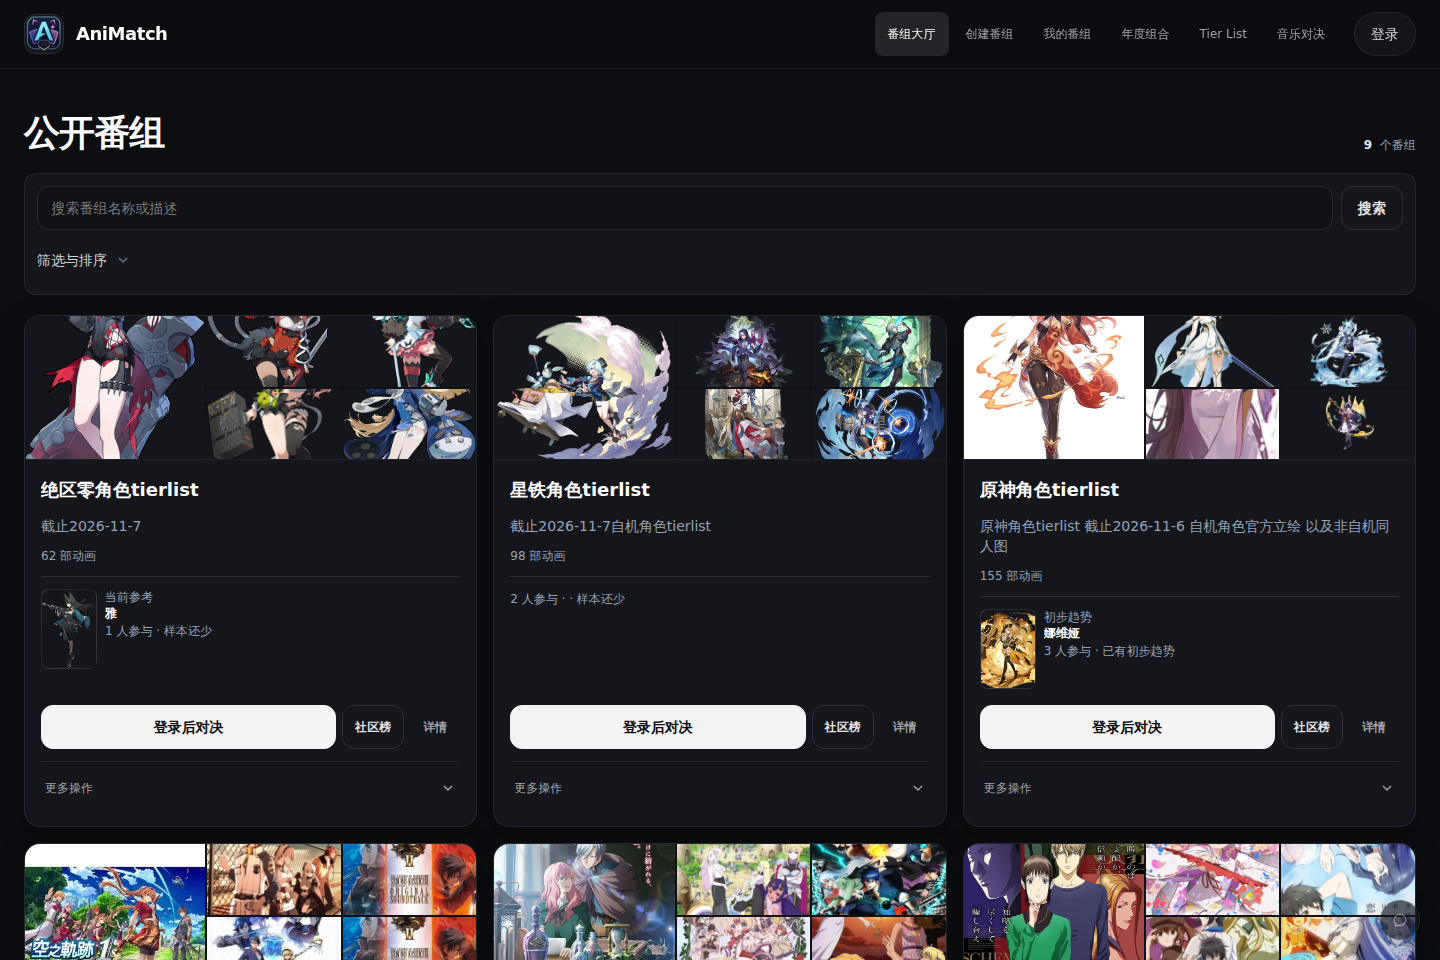 AniMatch
番组大厅
创建番组
我的番组
年度组合
Tier List
音乐对决
登录
公开番组
9 个番组
搜索番组名称或描述
搜索
筛选与排序
绝区零角色tierlist
截止2026-11-7
62 部动画
当前参考
雅
1 人参与 · 样本还少
登录后对决
社区榜
详情
更多操作
星铁角色tierlist
截止2026-11-7自机角色tierlist
98 部动画
2 人参与 · · 样本还少
登录后对决
社区榜
详情
更多操作
原神角色tierlist
原神角色tierlist 截止2026-11-6 自机角色官方立绘 以及非自机同
人图
155 部动画
初步趋势
娜维娅
3 人参与 · 已有初步趋势
登录后对决
社区榜
详情
更多操作
空之軌跡